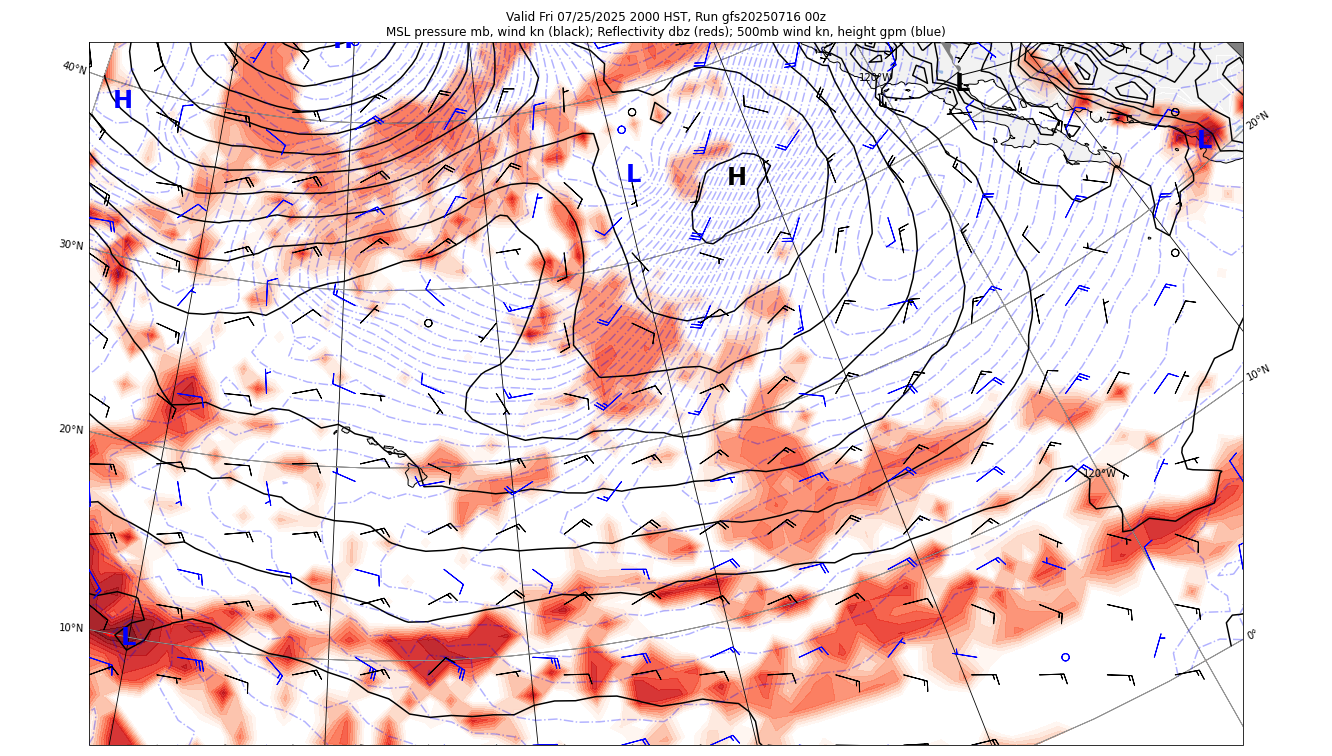 Valid Fri 07/25/2025 2000 HST, Run gfs20250716 00z
MSL pressure mb, wind kn (black); Reflectivity dbz (reds); 500mb wind kn, height gpm (blue)
H
40°N
120°W
L
H
20°N
L
L
H
30°N
10°N
20°N
120°W
10°N
L
0°